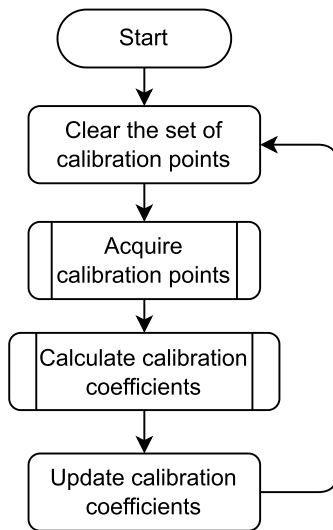 Start
Clear the set of
calibration points
Acquire
calibration points
Calculate calibration
coefficients
Update calibration
coefficients